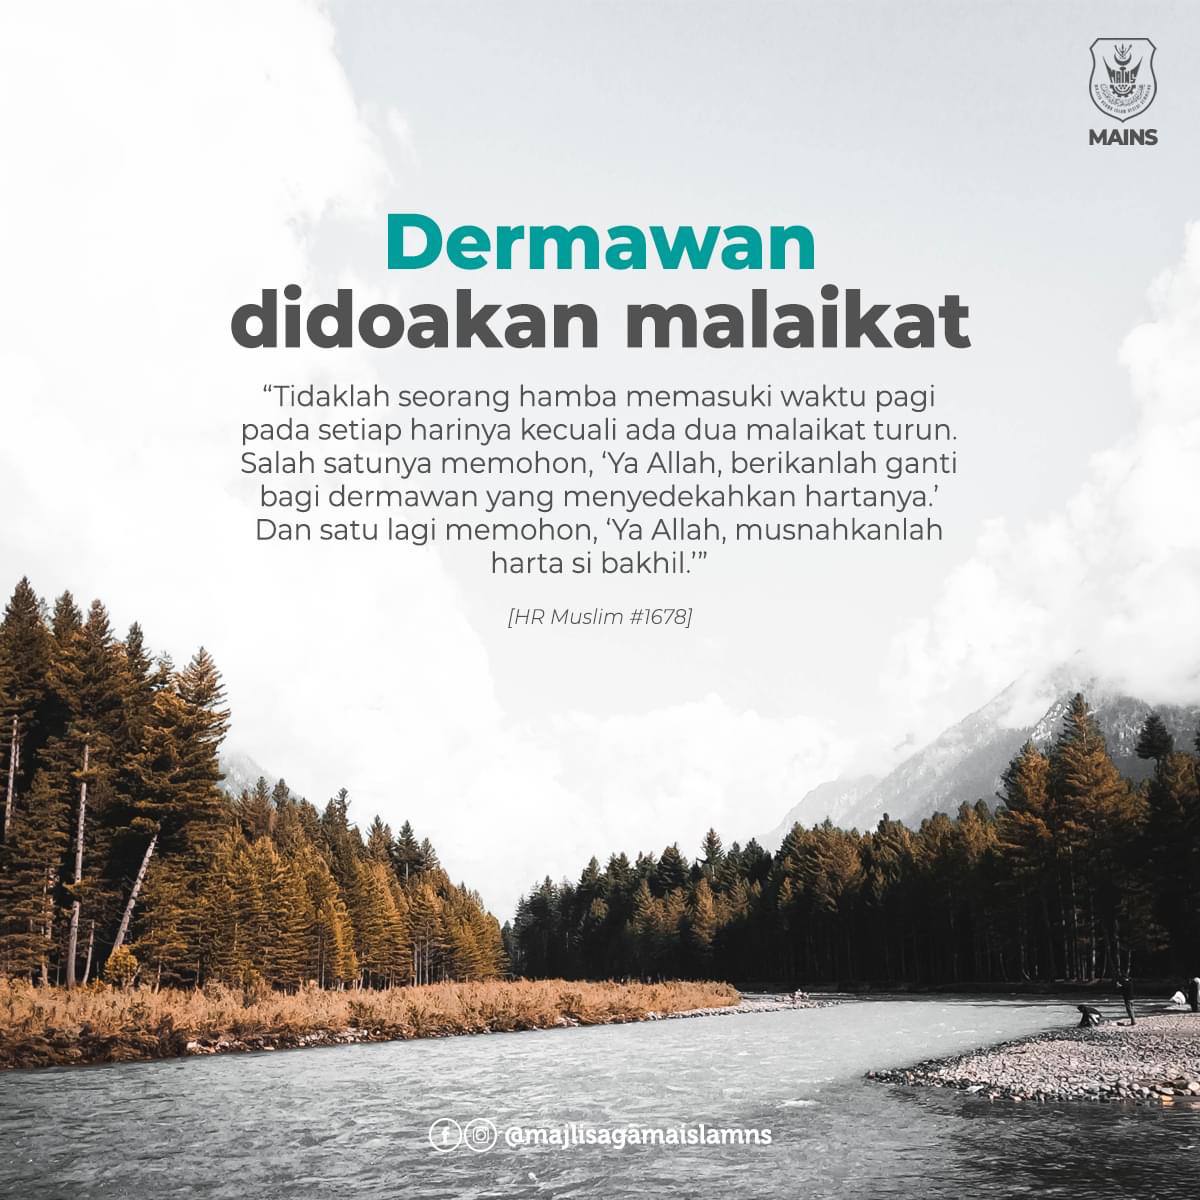 MAINS
MAINS
Dermawan
didoakan malaikat
“Tidaklah seorang hamba memasuki waktu pagi
pada setiap harinya kecuali ada dua malaikat turun.
Salah satunya memohon, ‘Ya Allah, berikanlah ganti
bagi dermawan yang menyedekahkan hartanya.’
Dan satu lagi memohon, ‘Ya Allah, musnahkanlah
harta si bakhil.’”
[HR Muslim #1678]
@majlisagamaislamns